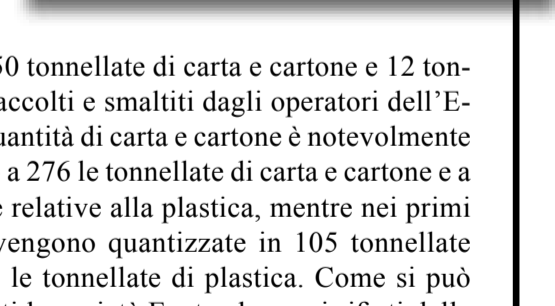 50 tonnellate di carta e cartone e 12 ton-
accolti e smaltiti dagli operatori dell'E-
uantità di carta e cartone è notevolmente
a 276 le tonnellate di carta e cartone e a
e relative alla plastica, mentre nei primi
vengono quantizzate in 105 tonnellate
le tonnellate di plastica. Come si può